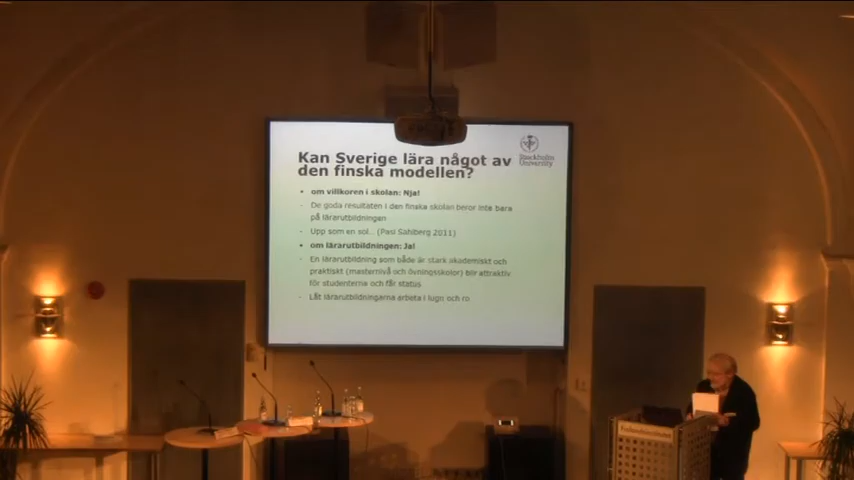 Kan Sverige lära något av
den finska modellen?
Stockholm
University
• om villkoren i skolan: Nja!
- De goda resultaten i den finska skolan beror inte bara
på lärarutbildningen
- Upp som en sol.. (Pasi Sahlberg 2011)
• om lärarutbildningen: Ja!
- En lärarutbildning som både är stark akademiskt och
praktiskt (masternivå och övningsskolor) blir attraktiv
för studenterna och får status
- Låt lärarutbildningarna arbeta i lugn och ro